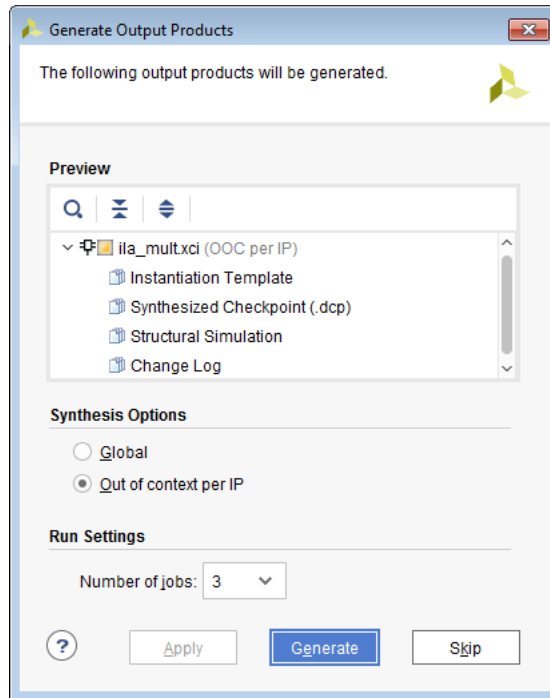 Generate Output Products
The following output products will be generated.
Preview
ila_mult.xci (OOC per IP)
Instantiation Template
Synthesized Checkpoint (.dcp)
Structural Simulation
Change Log
Synthesis Options
Global
Out of context per IP
Run Settings
Number of jobs: 3
? Apply Generate Skip